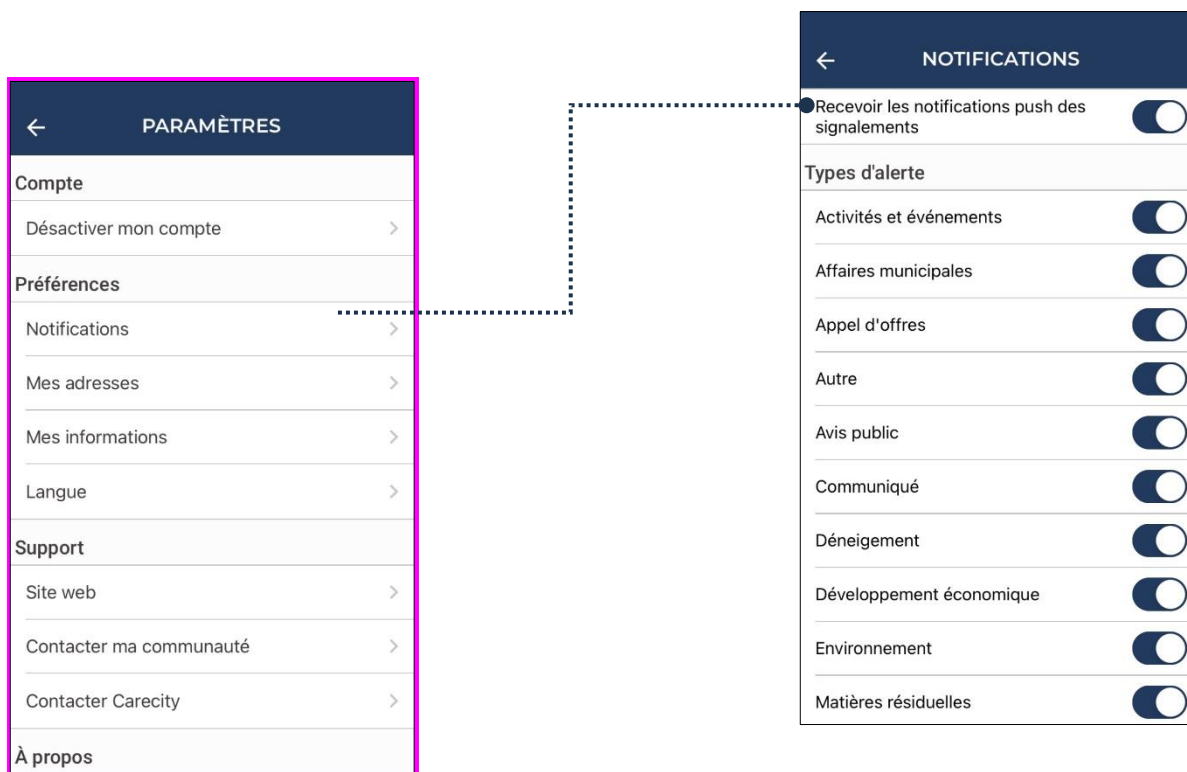 PARAMÈTRES
Compte
Désactiver mon compte
Préférences
Notifications
Mes adresses
Mes informations
Langue
Support
Site web
Contacter ma communauté
Contacter Carecity
À propos
NOTIFICATIONS
Recevoir les notifications push des
signalements
Types d'alerte
Activités et événements
Affaires municipales
Appel d'offres
Autre
Avis public
Communiqué
Déneigement
Développement économique
Environnement
Matières résiduelles